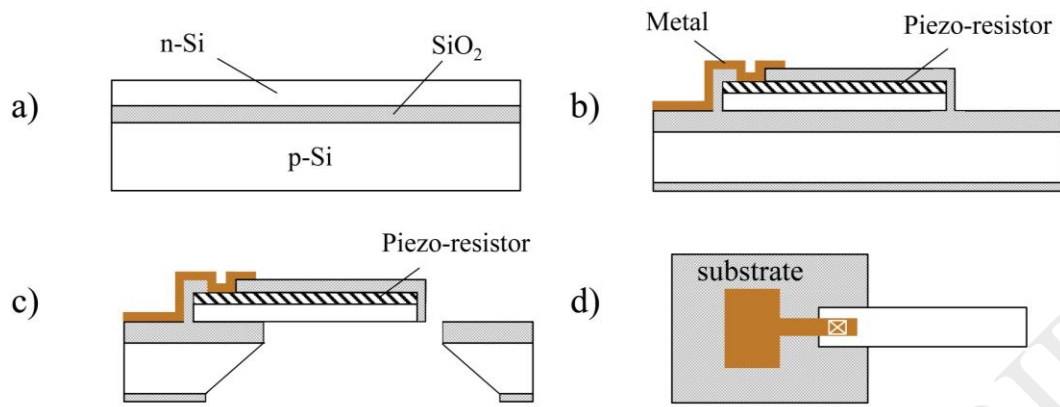 a)
n-Si
SiO₂
p-Si
b)
Metal
Piezo-resistor
c)
Piezo-resistor
d)
substrate